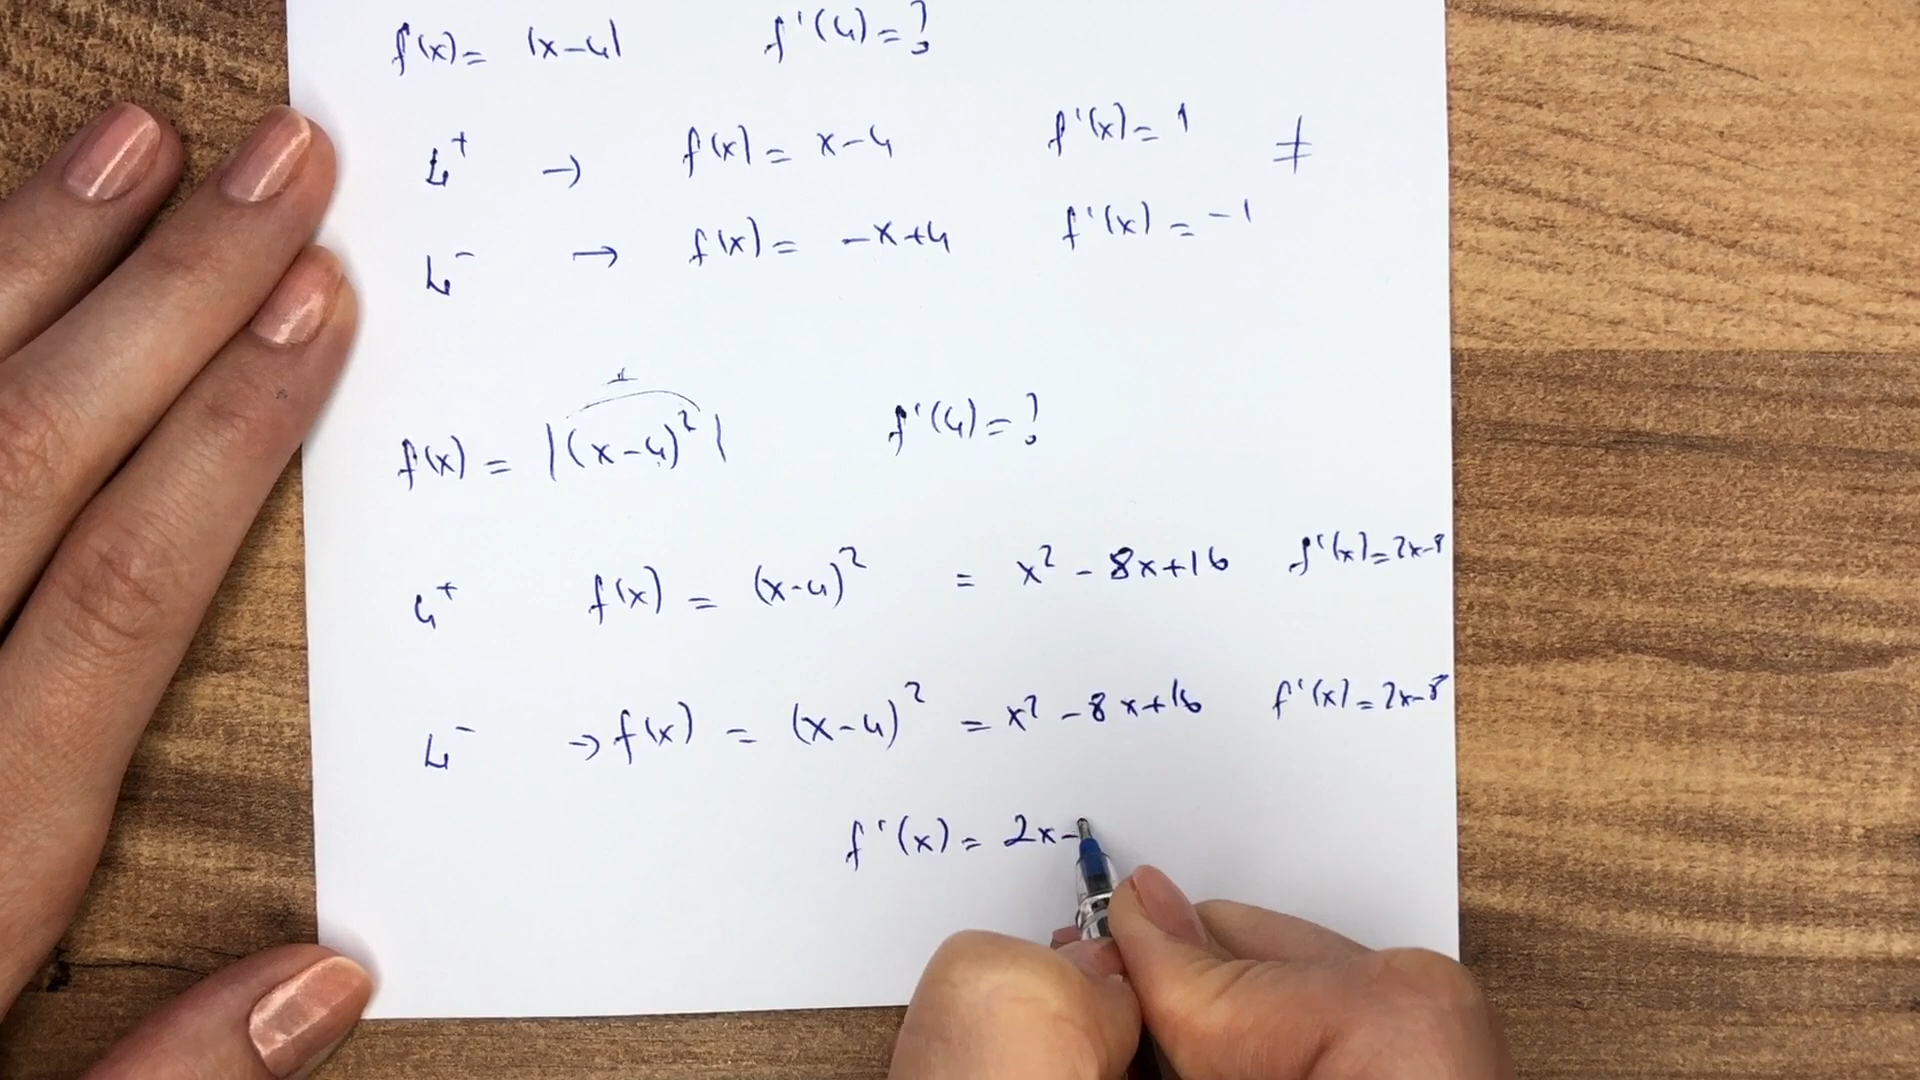 f(x) = |x-4| f'(4) = ?
4⁺ → f(x) = x-4 f'(x) = 1 ≠
4⁻ → f(x) = -x+4 f'(x) = -1
+
f(x) = |(x-4)²| f'(4) = ?
4⁺ f(x) = (x-4)² = x² - 8x+16 f'(x) = 2x-8
4⁻ → f(x) = (x-4)² = x² - 8x+16 f'(x) = 2x-8
f'(x) = 2x-